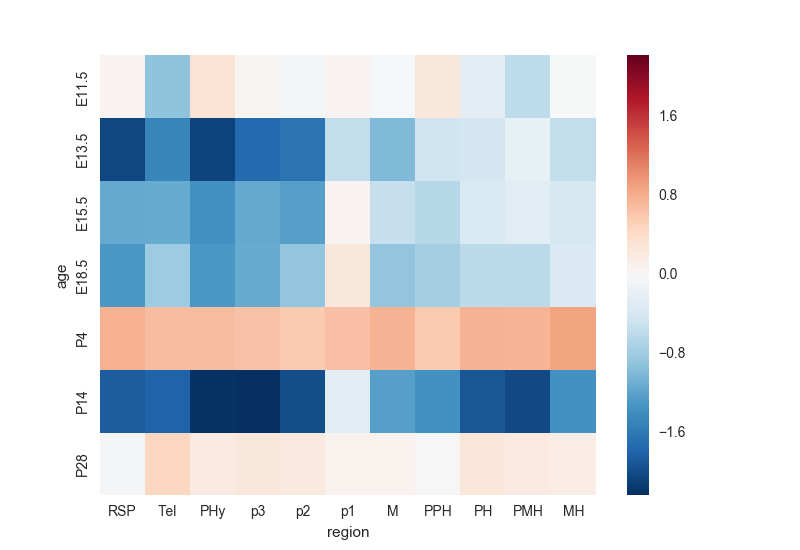 age
E11.5
E13.5
E15.5
E18.5
P4
P14
P28
RSP Tel PHy p3 p2 p1 M PPH PH PMH MH
region
1.6
0.8
0.0
−0.8
−1.6